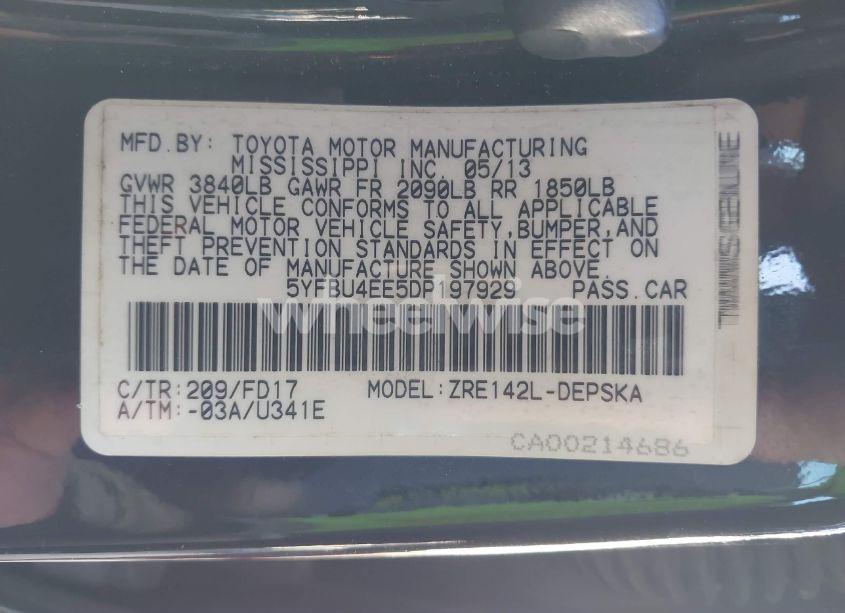 MFD.BY: TOYOTA MOTOR MANUFACTURING
MISSISSIPPI INC. 05/13
GVWR 3840LB GAWR FR 2090LB RR 1850LB
THIS VEHICLE CONFORMS TO ALL APPLICABLE
FEDERAL MOTOR VEHICLE SAFETY,BUMPER,AND
THEFT PREVENTION STANDARDS IN EFFECT ON
THE DATE OF MANUFACTURE SHOWN ABOVE.
5YFBU4EE5DP197929 PASS.CAR
wheelwise
C/TR:209/FD17 MODEL:ZRE142L-DEPSKA
A/TM:-03A/U341E
CA00214686